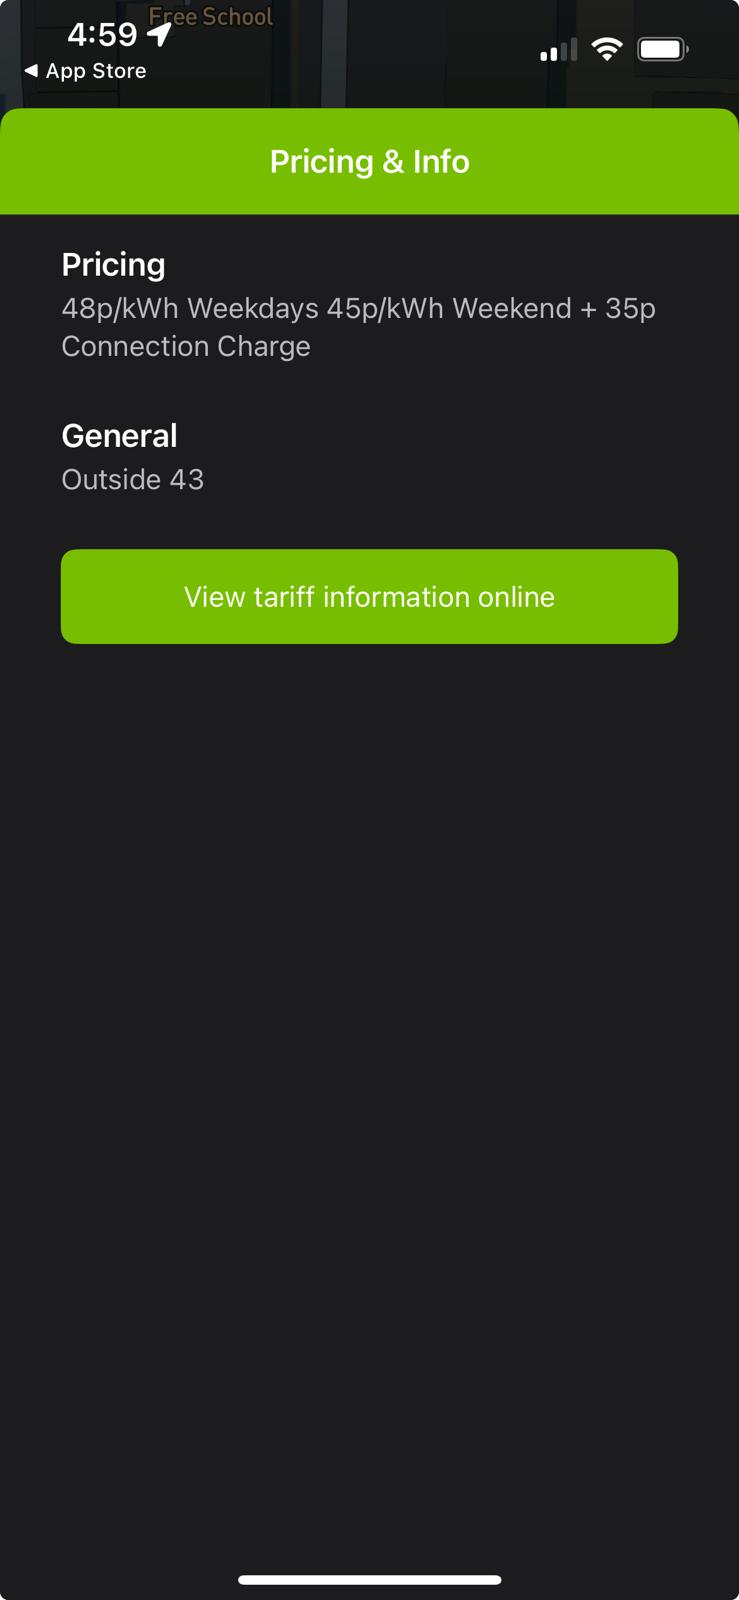 Free School
4:59
App Store
Pricing & Info
Pricing
48p/kWh Weekdays 45p/kWh Weekend + 35p
Connection Charge
General
Outside 43
View tariff information online